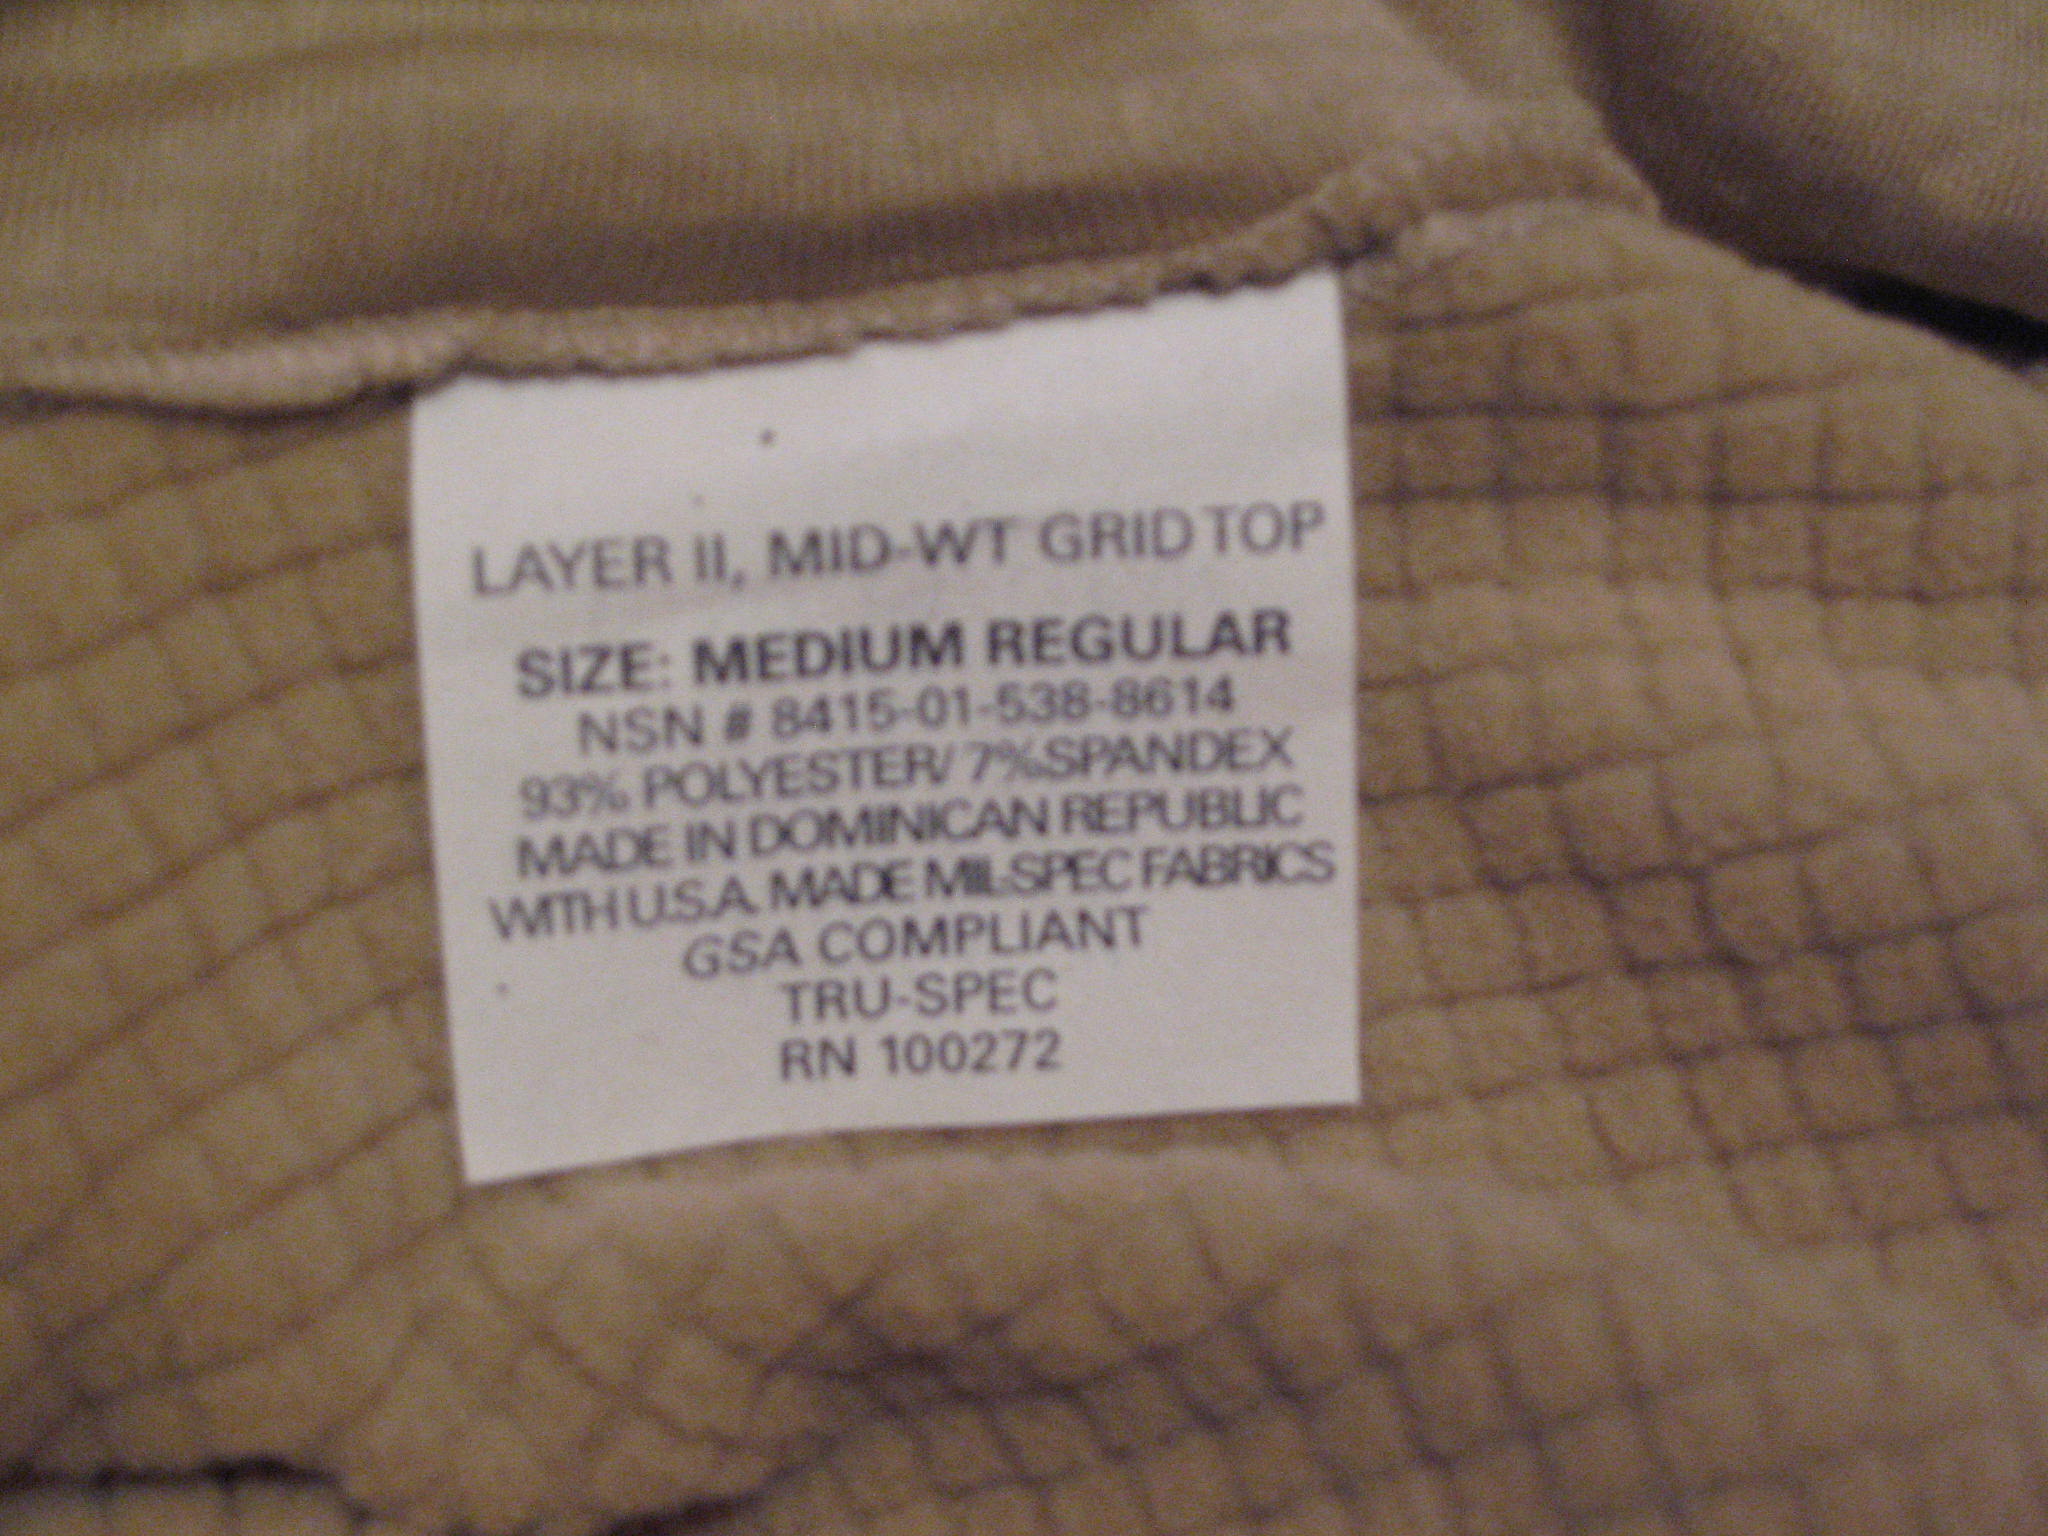 LAYER II, MID-WT GRID TOP
SIZE: MEDIUM REGULAR
NSN # 8415-01-538-8614
93% POLYESTER/ 7%SPANDEX
MADE IN DOMINICAN REPUBLIC
WITH U.S.A. MADE MIL-SPEC FABRICS
GSA COMPLIANT
TRU-SPEC
RN 100272